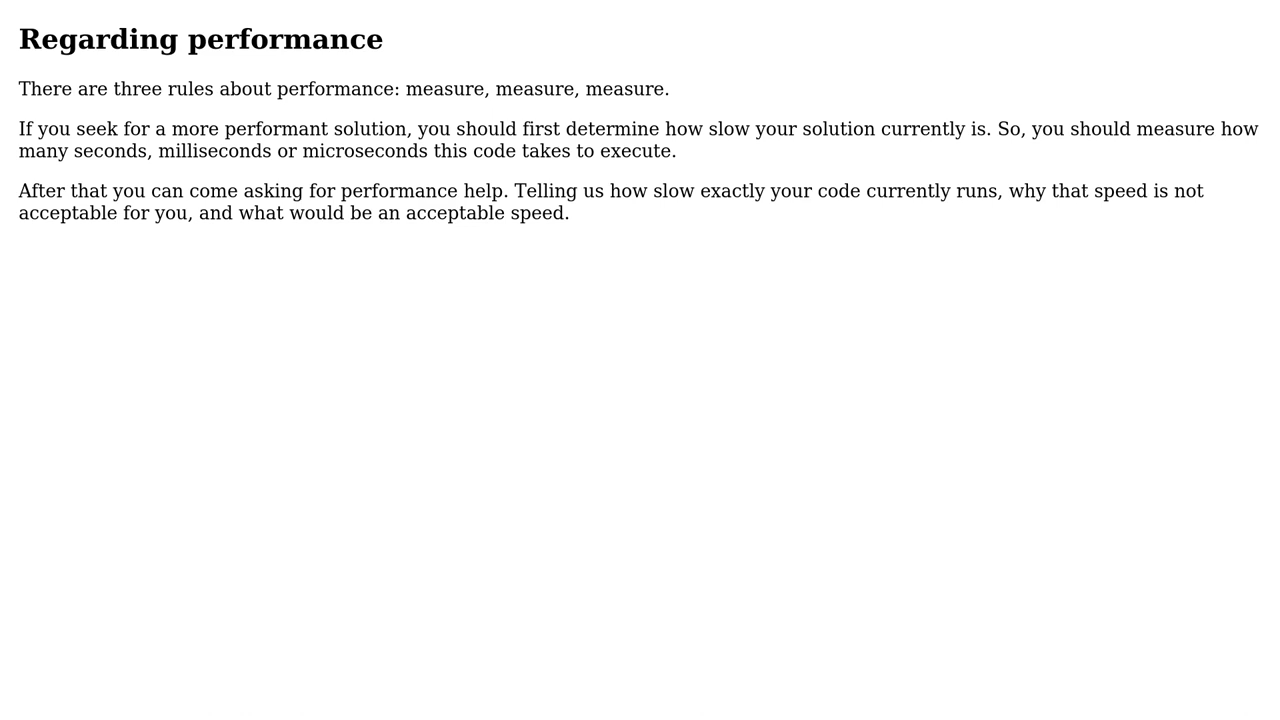 Regarding performance
There are three rules about performance: measure, measure, measure.
If you seek for a more performant solution, you should first determine how slow your solution currently is. So, you should measure how
many seconds, milliseconds or microseconds this code takes to execute.
After that you can come asking for performance help. Telling us how slow exactly your code currently runs, why that speed is not
acceptable for you, and what would be an acceptable speed.